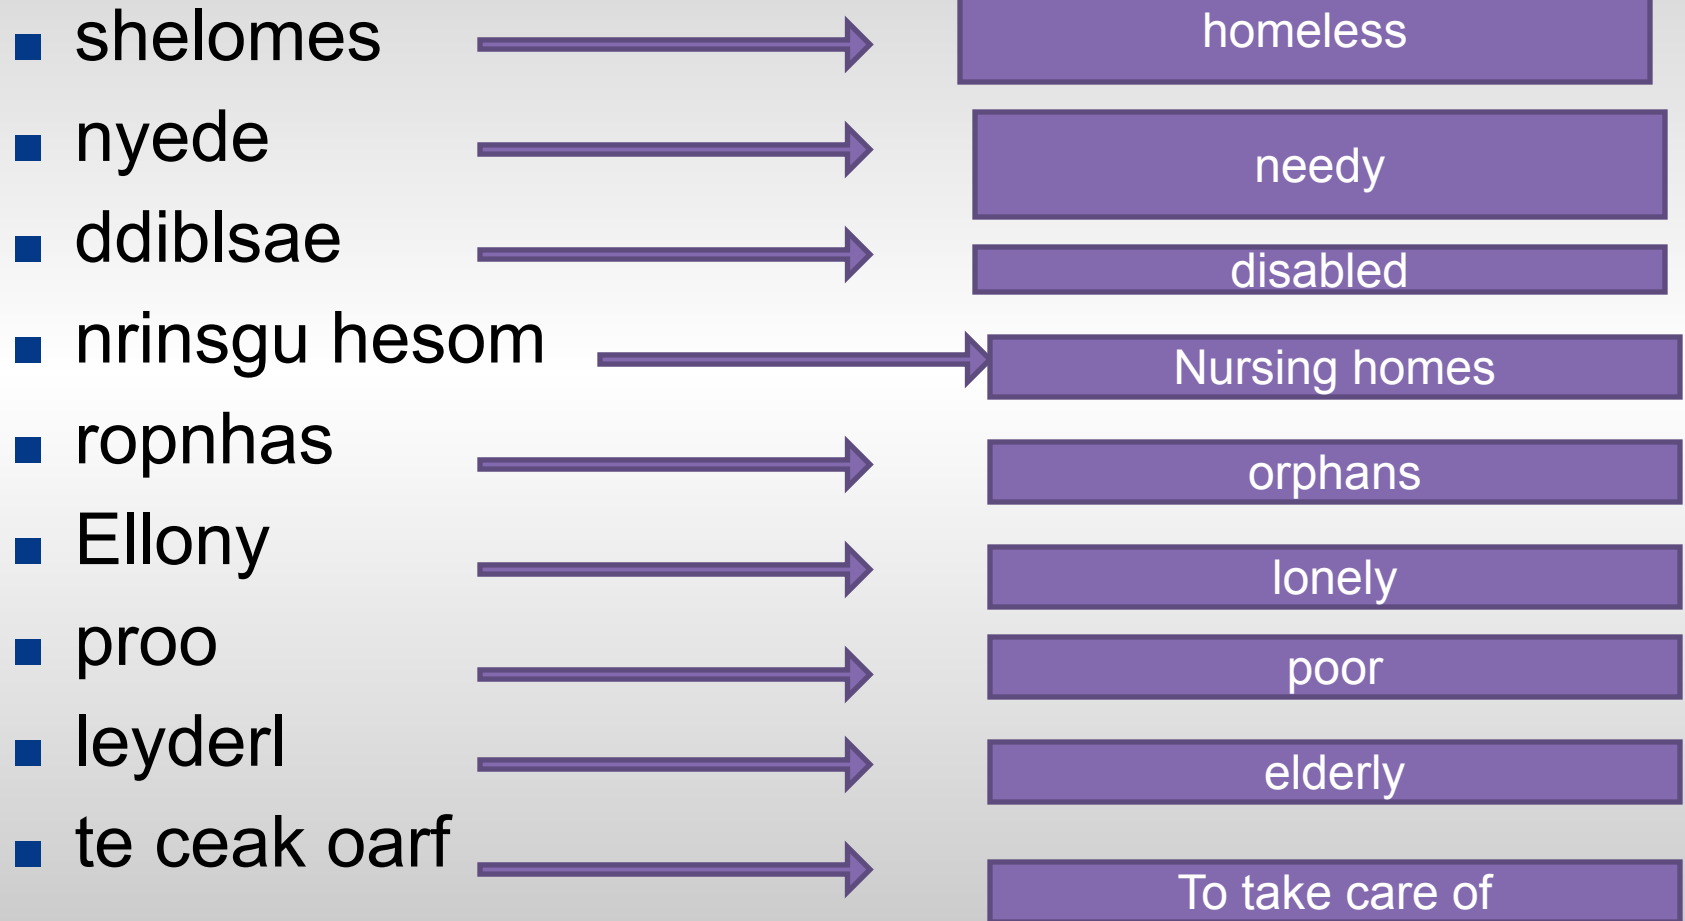 shelomes homeless
nyede needy
ddiblsae disabled
nrinsgu hesom Nursing homes
ropnhas orphans
Ellony lonely
proo poor
leyderl elderly
te ceak oarf To take care of